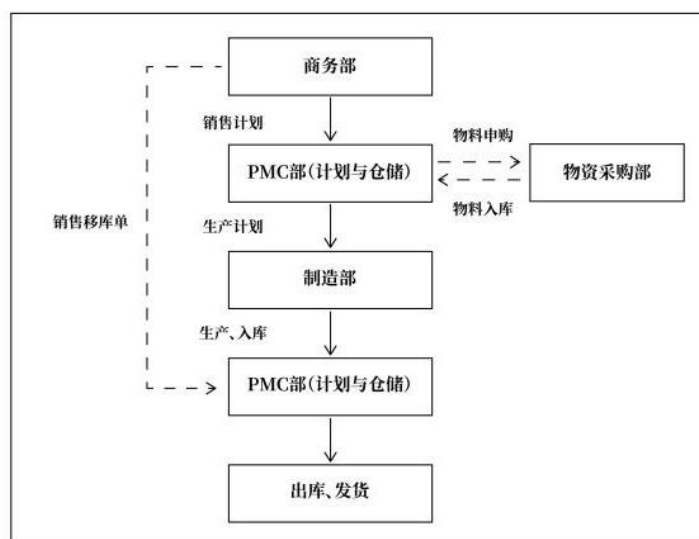 商务部
销售计划
物料申购
PMC部(计划与仓储)
物资采购部
物料入库
销售移库单
生产计划
制造部
生产、入库
PMC部(计划与仓储)
出库、发货